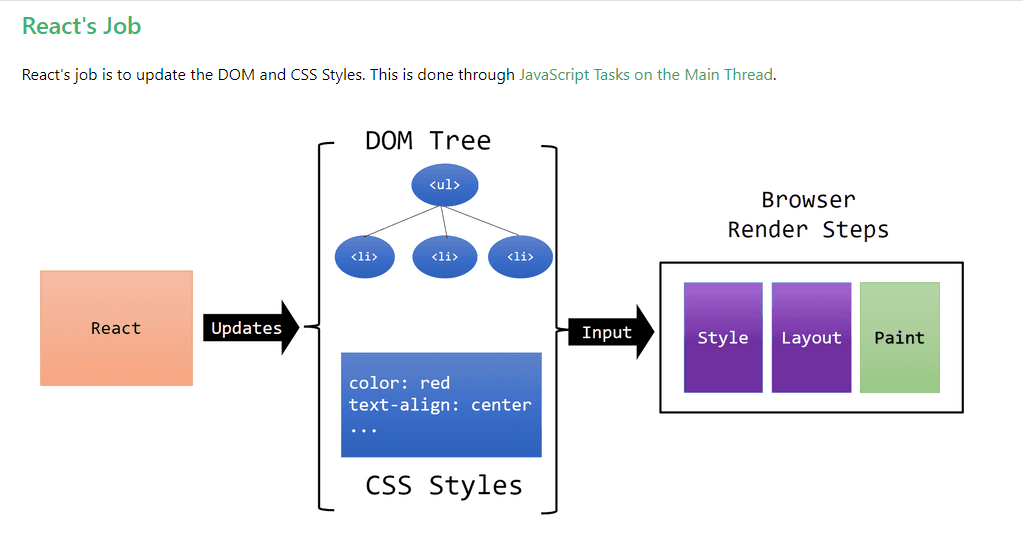 React's Job
React's job is to update the DOM and CSS Styles. This is done through JavaScript Tasks on the Main Thread.
DOM Tree
<ul>
<li>
<li>
<li>
React
Updates
color: red
text-align: center
...
CSS Styles
Input
Browser
Render Steps
Style
Layout
Paint